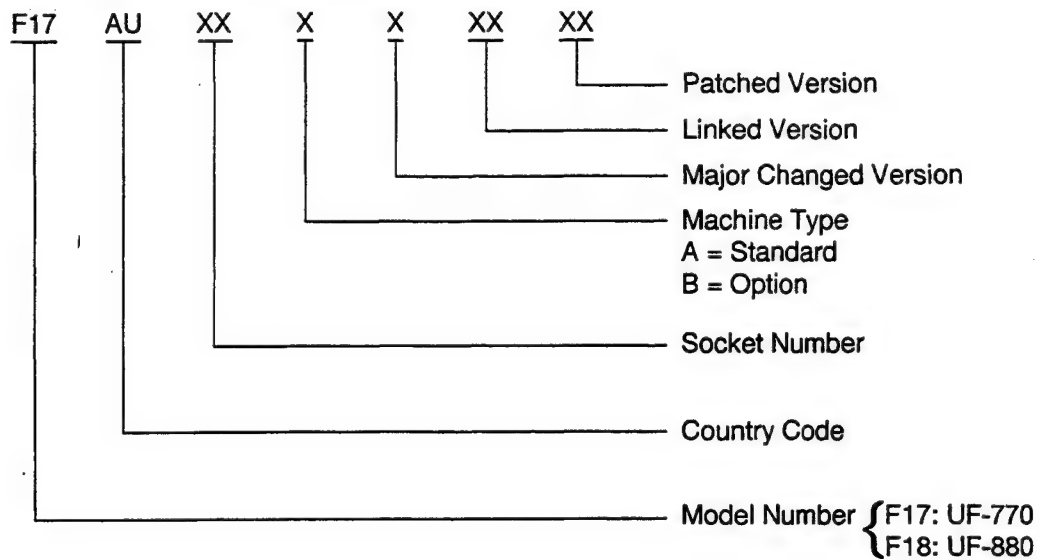 F17 AU XX X X XX XX
Patched Version
Linked Version
Major Changed Version
Machine Type
A = Standard
B = Option
Socket Number
Country Code
Model Number { F17: UF-770
F18: UF-880